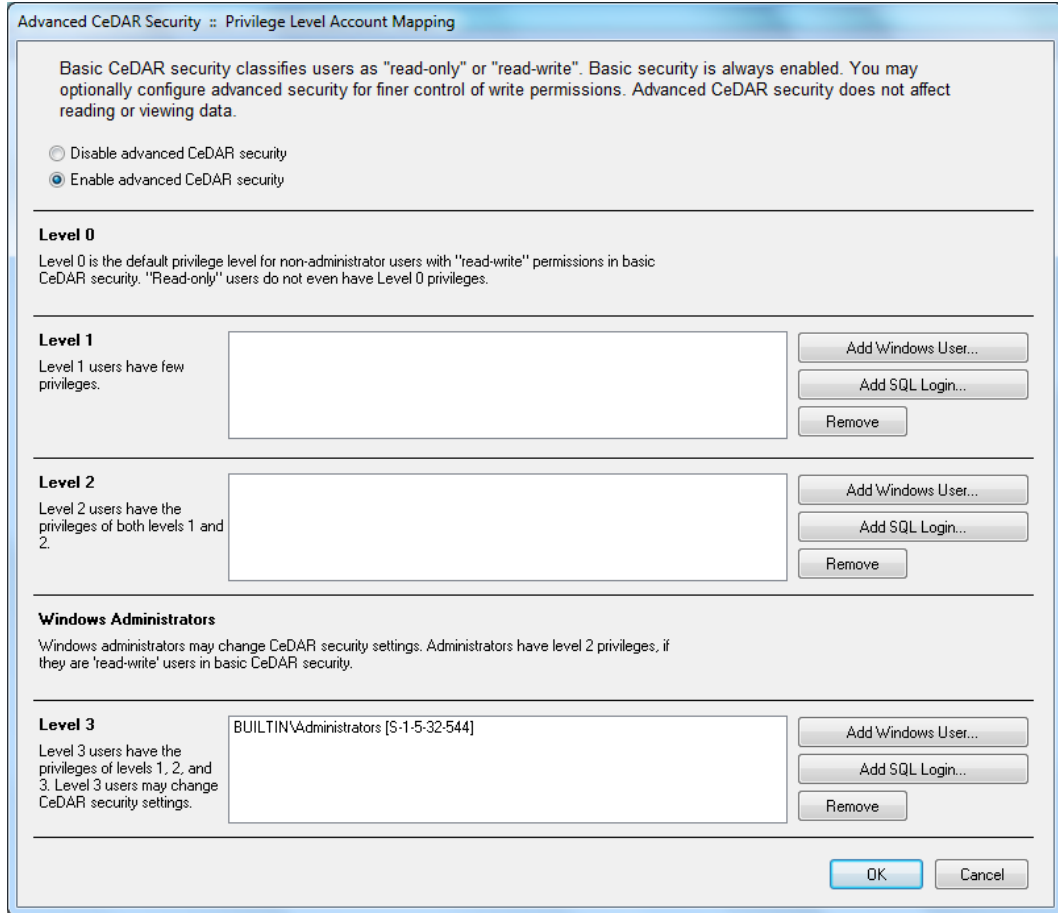 Advanced CeDAR Security :: Privilege Level Account Mapping
Basic CeDAR security classifies users as "read-only" or "read-write". Basic security is always enabled. You may
optionally configure advanced security for finer control of write permissions. Advanced CeDAR security does not affect
reading or viewing data.
Disable advanced CeDAR security
Enable advanced CeDAR security
Level 0
Level 0 is the default privilege level for non-administrator users with "read-write" permissions in basic
CeDAR security. "Read-only" users do not even have Level 0 privileges.
Level 1
Level 1 users have few
privileges.
Add Windows User...
Add SQL Login...
Remove
Level 2
Level 2 users have the
privileges of both levels 1 and
2.
Add Windows User...
Add SQL Login...
Remove
Windows Administrators
Windows administrators may change CeDAR security settings. Administrators have level 2 privileges, if
they are 'read-write' users in basic CeDAR security.
Level 3
Level 3 users have the
privileges of levels 1, 2, and
3. Level 3 users may change
CeDAR security settings.
BUILTIN\Administrators [S-1-5-32-544]
Add Windows User...
Add SQL Login...
Remove
OK
Cancel